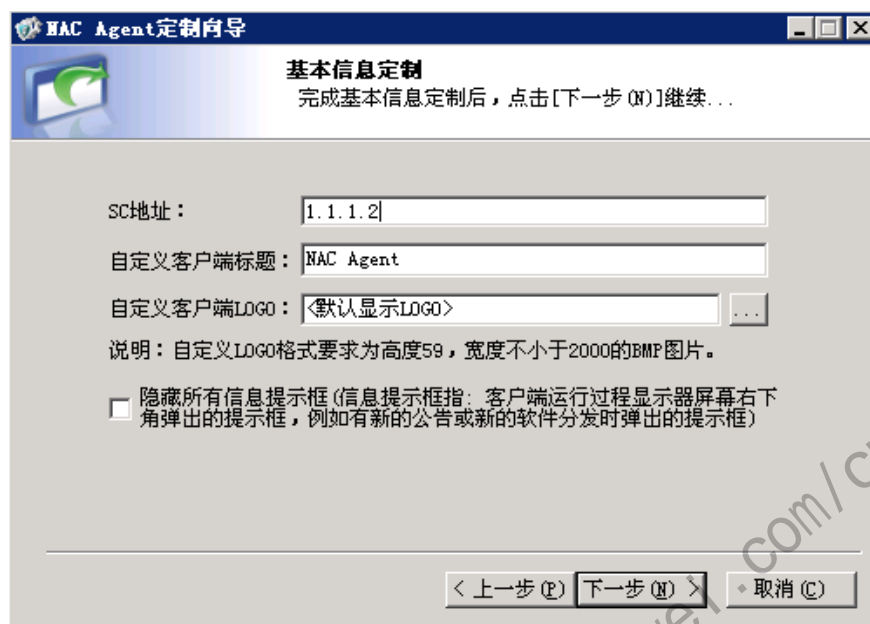 NAC Agent定制向导
基本信息定制
完成基本信息定制后，点击[下一步(N)]继续...
SC地址：
1.1.1.2
自定义客户端标题：
NAC Agent
自定义客户端LOGO：
<默认显示LOGO>
...
说明：自定义LOGO格式要求为高度59，宽度不小于2000的BMP图片。
隐藏所有信息提示框(信息提示框指: 客户端运行过程显示器屏幕右下
角弹出的提示框，例如有新的公告或新的软件分发时弹出的提示框)
< 上一步(P)
下一步(N) >
取消(C)
.com/c